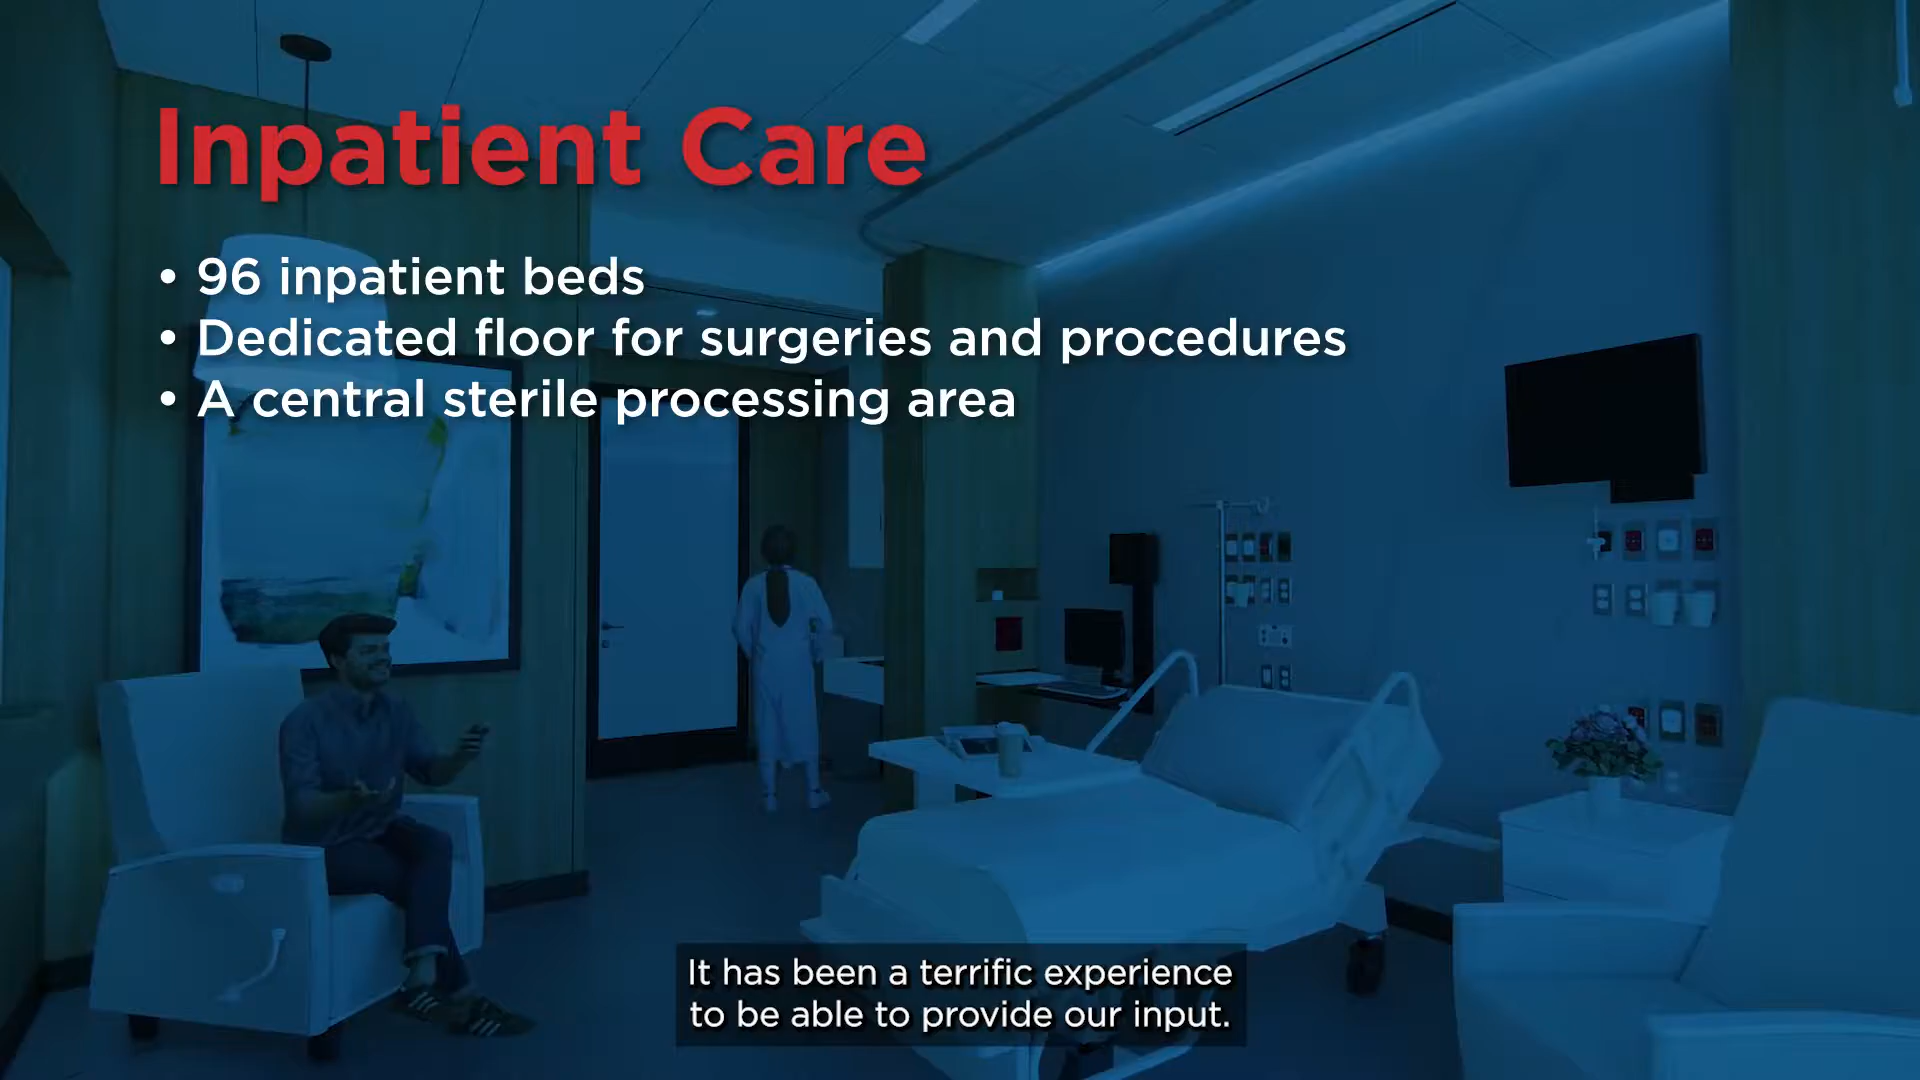 Inpatient Care
• 96 inpatient beds
• Dedicated floor for surgeries and procedures
• A central sterile processing area
It has been a terrific experience
to be able to provide our input.